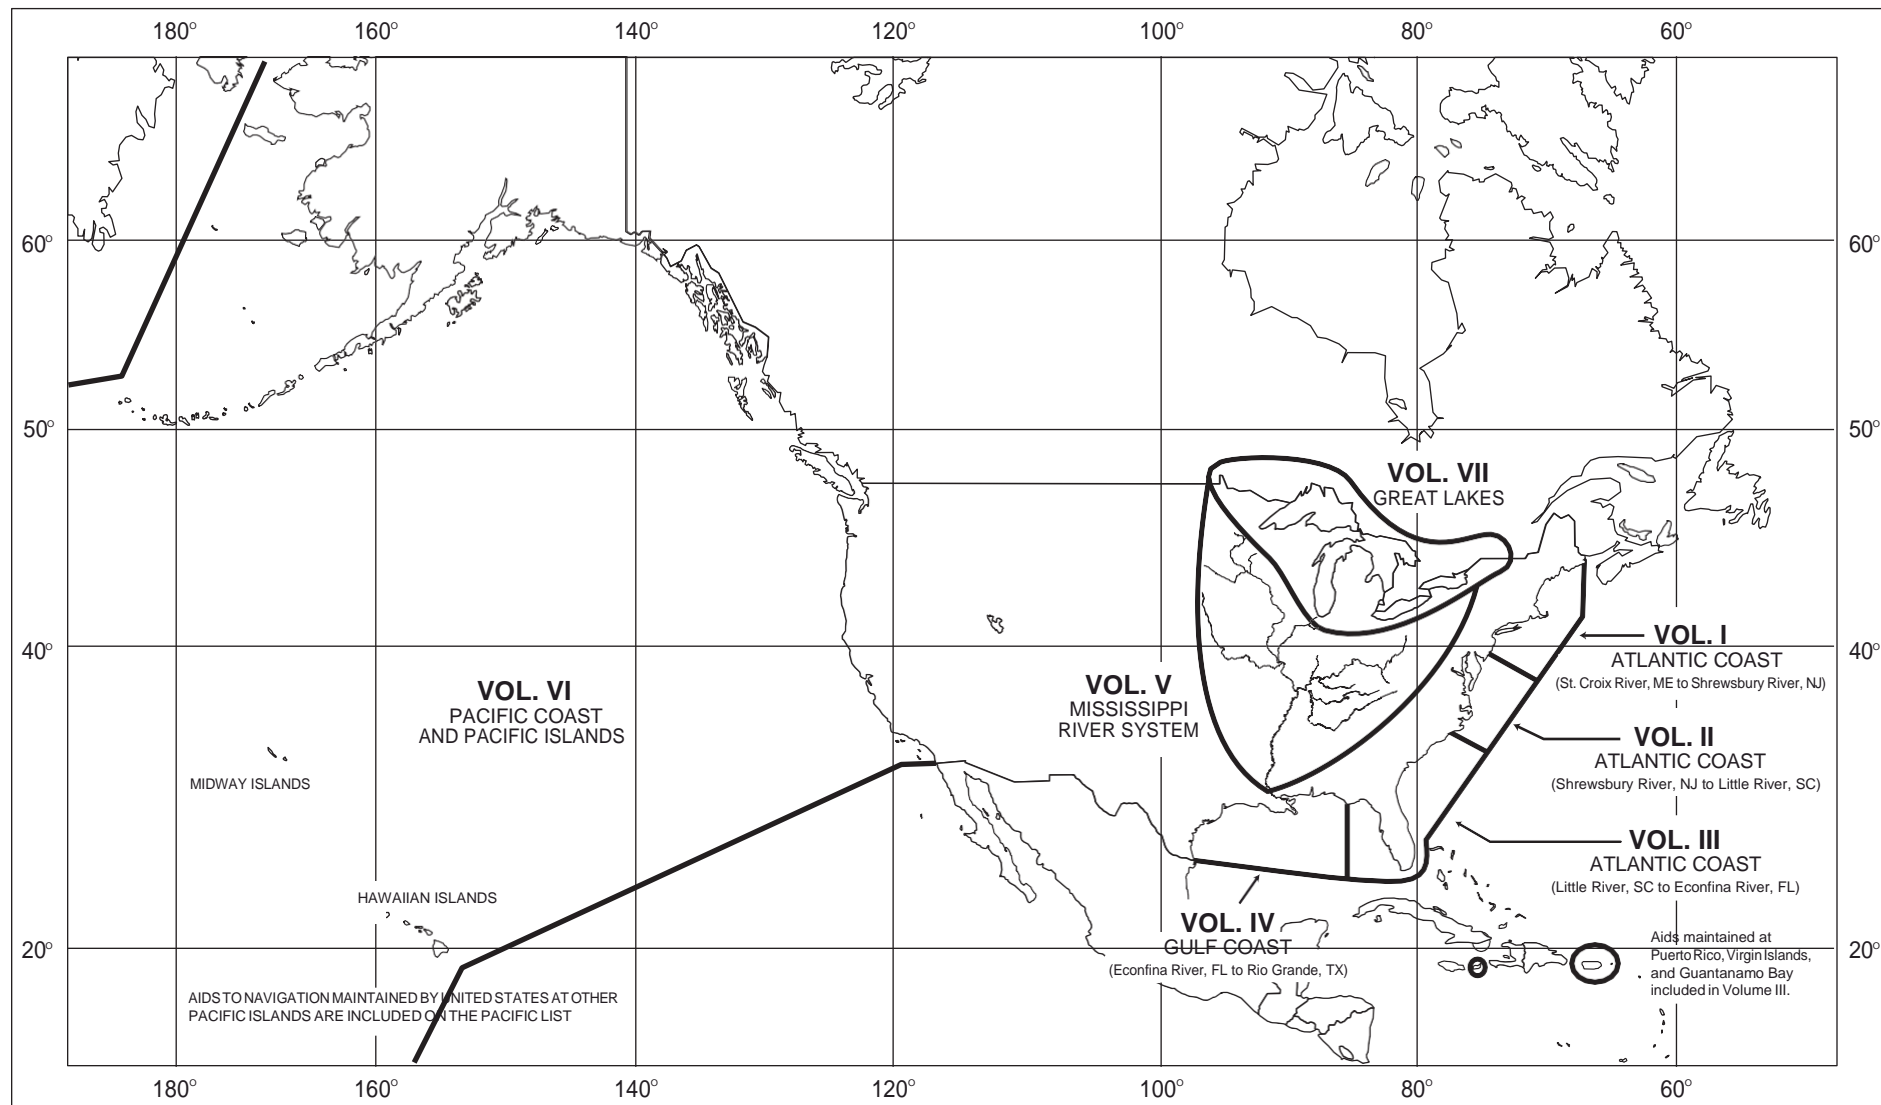 180° 160° 140° 120° 100° 80° 60°
60° 60°
50° 50°
VOL. VII
GREAT LAKES
VOL. I
ATLANTIC COAST
(St. Croix River, ME to Shrewsbury River, NJ)
40° 40°
VOL. VI
PACIFIC COAST
AND PACIFIC ISLANDS
VOL. V
MISSISSIPPI
RIVER SYSTEM
VOL. II
ATLANTIC COAST
(Shrewsbury River, NJ to Little River, SC)
MIDWAY ISLANDS
VOL. III
ATLANTIC COAST
(Little River, SC to Econfina River, FL)
HAWAIIAN ISLANDS
VOL. IV
GULF COAST
(Econfina River, FL to Rio Grande, TX)
20° 20°
Aids maintained at
Puerto Rico, Virgin Islands,
and Guantanamo Bay
included in Volume III.
AIDS TO NAVIGATION MAINTAINED BY UNITED STATES AT OTHER
PACIFIC ISLANDS ARE INCLUDED ON THE PACIFIC LIST
180° 160° 140° 120° 100° 80° 60°